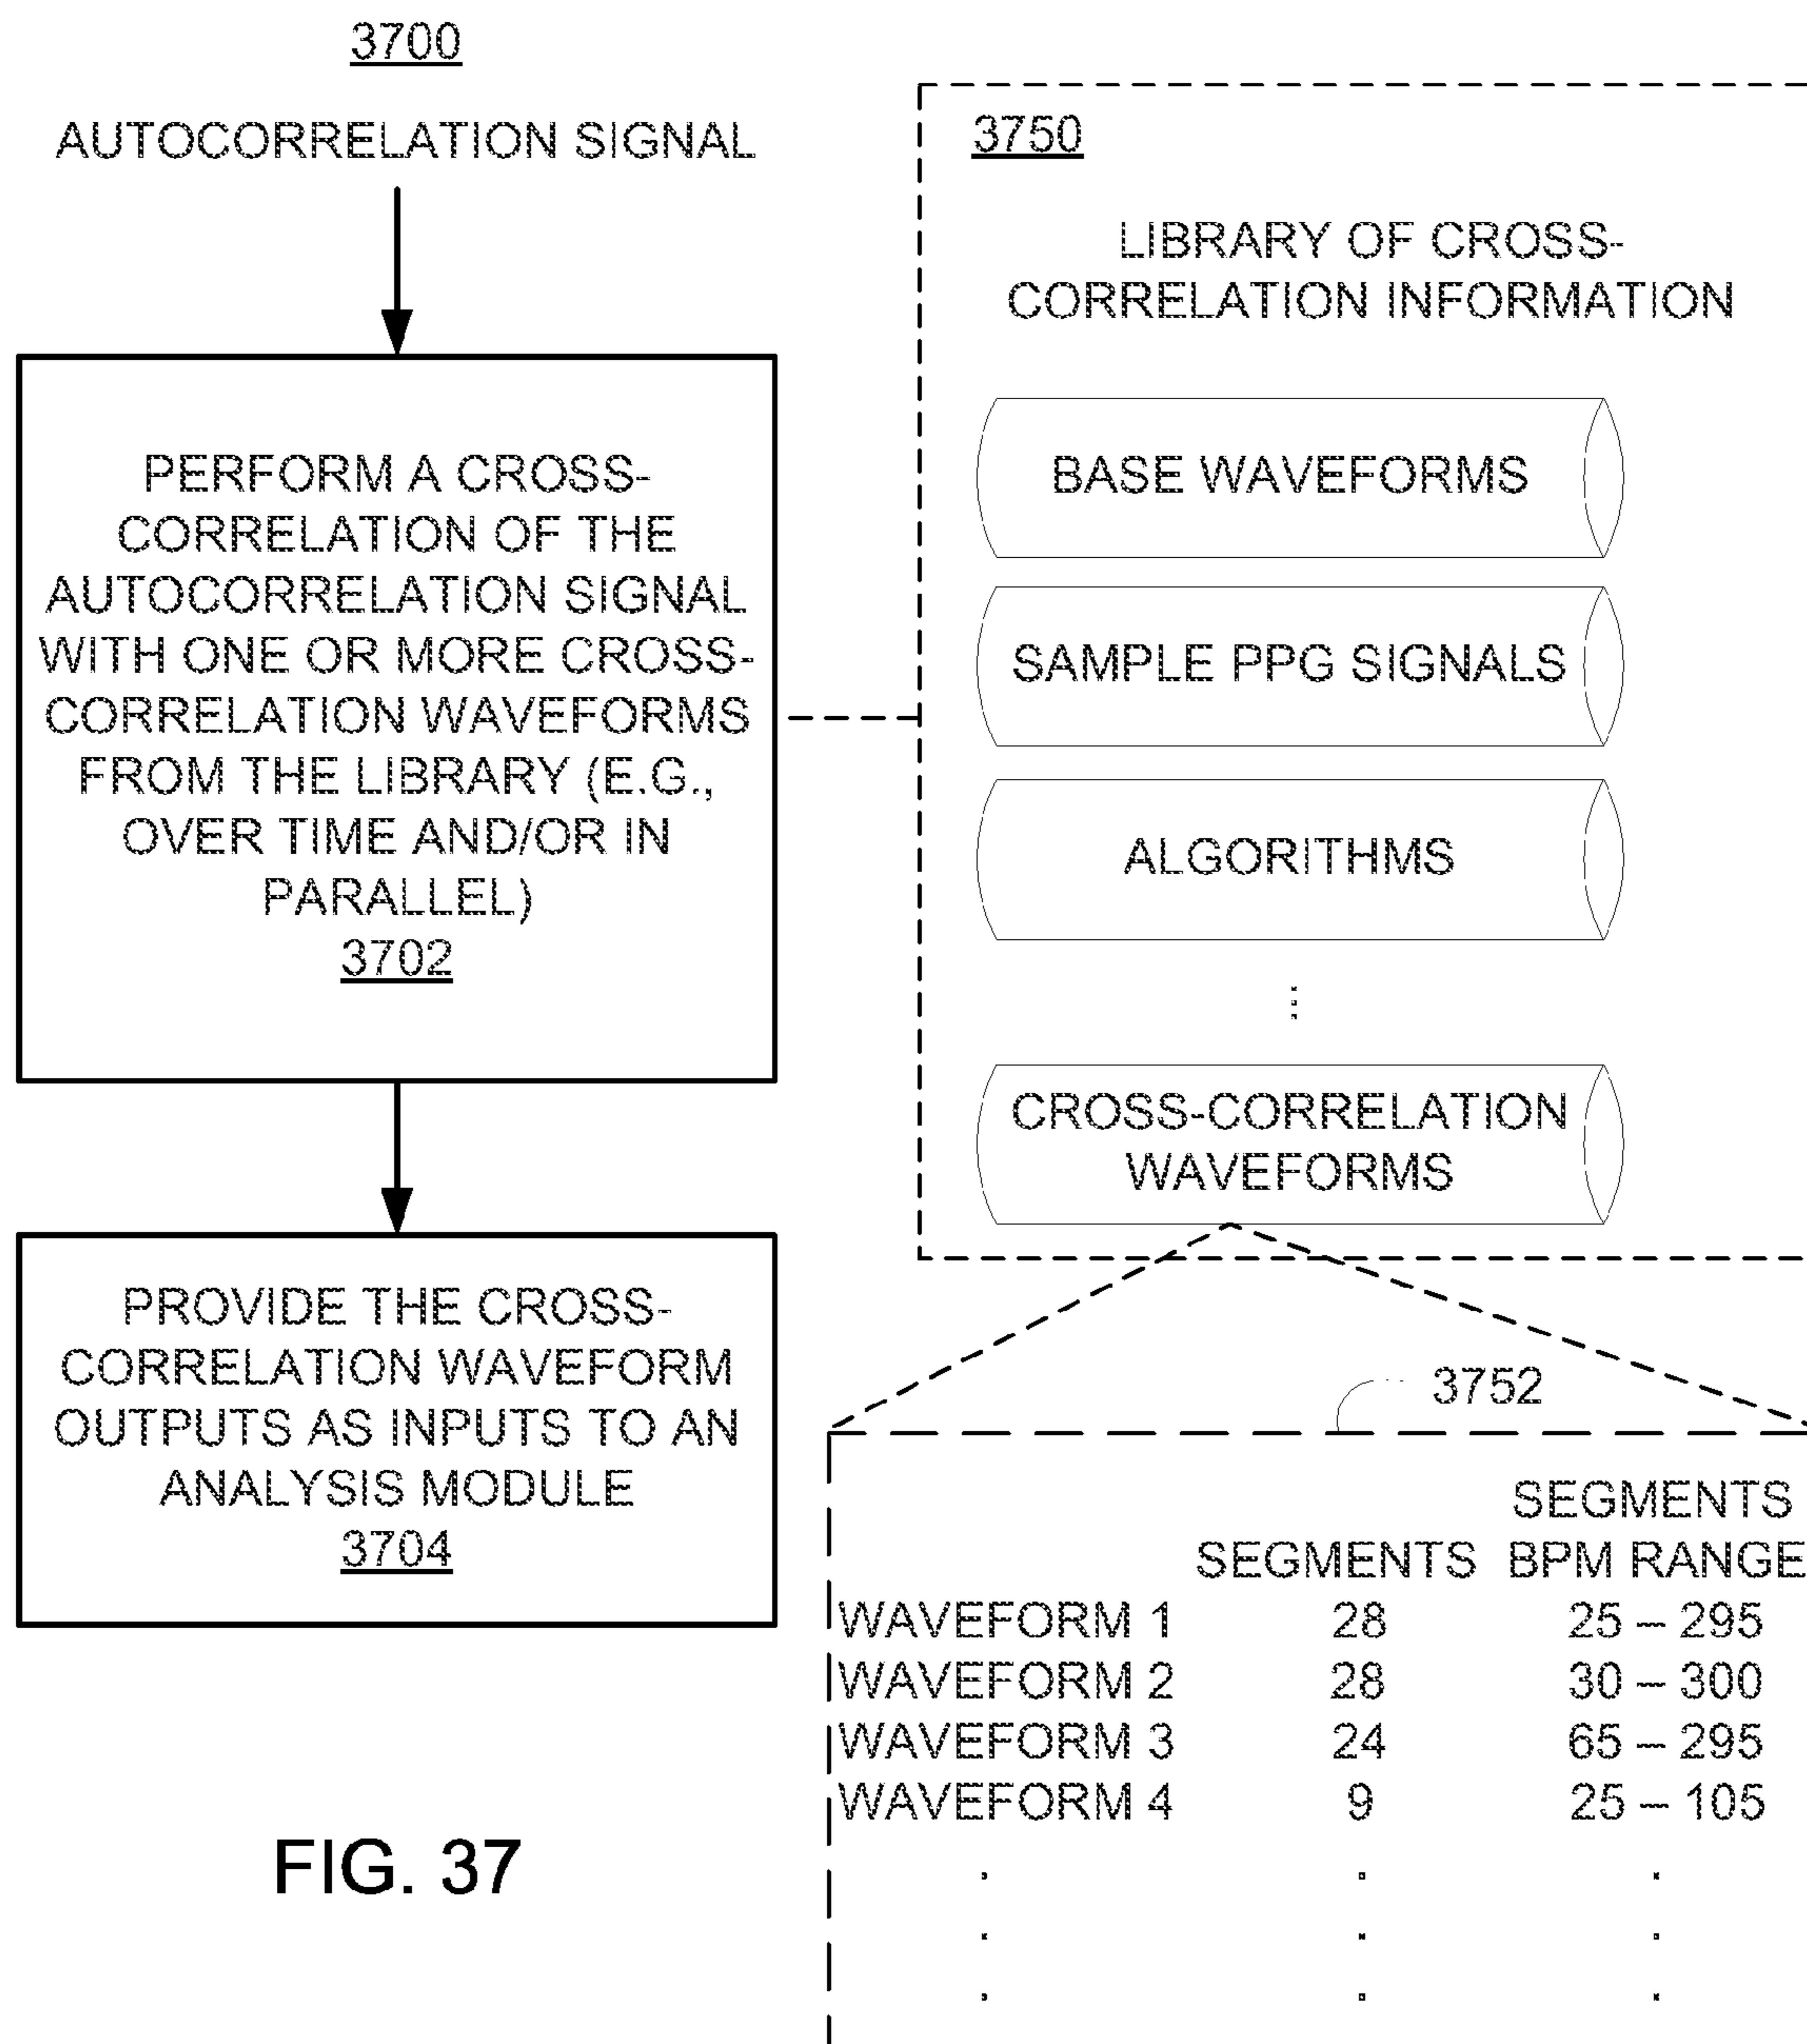 3700
AUTOCORRELATION SIGNAL
PERFORM A CROSS-
CORRELATION OF THE
AUTOCORRELATION SIGNAL
WITH ONE OR MORE CROSS-
CORRELATION WAVEFORMS
FROM THE LIBRARY (E.G.,
OVER TIME AND/OR IN
PARALLEL)
3702
PROVIDE THE CROSS-
CORRELATION WAVEFORM
OUTPUTS AS INPUTS TO AN
ANALYSIS MODULE
3704
3750
LIBRARY OF CROSS-
CORRELATION INFORMATION
BASE WAVEFORMS
SAMPLE PPG SIGNALS
ALGORITHMS
CROSS-CORRELATION
WAVEFORMS
3752
SEGMENTS
SEGMENTS BPM RANGE
WAVEFORM 1 28 25 – 295
WAVEFORM 2 28 30 – 300
WAVEFORM 3 24 65 – 295
WAVEFORM 4 9 25 – 105
FIG. 37